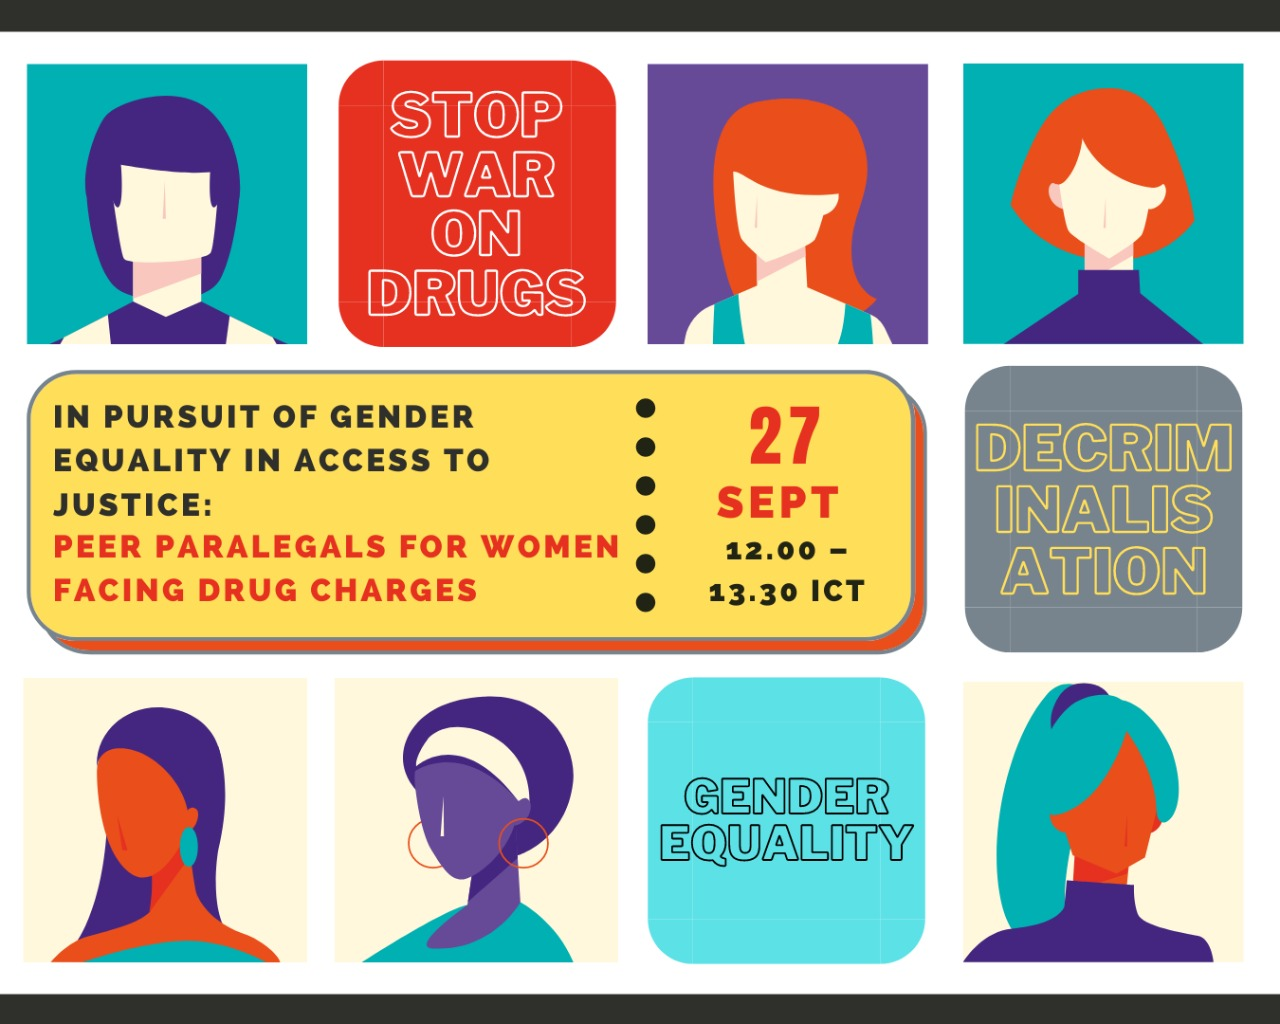 STOP
WAR
ON
DRUGS
IN PURSUIT OF GENDER
EQUALITY IN ACCESS TO
JUSTICE:
PEER PARALEGALS FOR WOMEN
FACING DRUG CHARGES
27
SEPT
12.00 –
13.30 ICT
DECRIM
INALIS
ATION
GENDER
EQUALITY